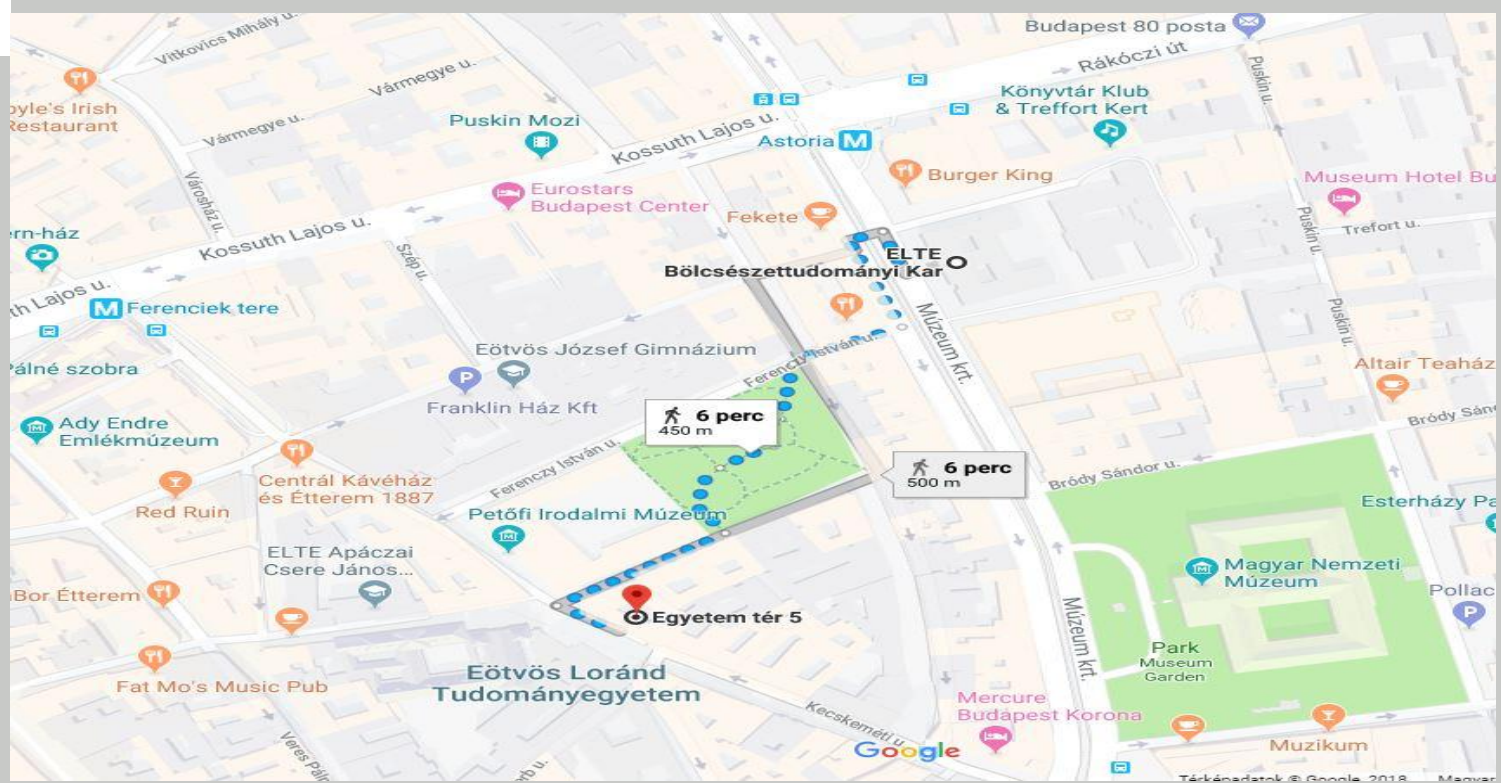 Budapest 80 posta
Rákóczi út
Vitkovics Mihály u.
Vármegye u.
Puskin u.
Könyvtár Klub
& Treffort Kert
Irish
Restaurant
Puskin Mozi
Vármegye u.
Kossuth Lajos u.
Astoria M
Burger King
Museum Hotel Bu
Eurostars
Budapest Center
Városház u.
Fekete
Puskin u.
Trefort u.
rn-ház
Kossuth Lajos u.
Szép u.
ELTE
Bölcsészettudományi Kar
Lajos u.
M Ferenciek tere
Múzeum krt.
Puskin u.
Eötvös József Gimnázium
Ferenczy István u.
Pálné szobra
Altair Teaház
P
Franklin Ház Kft
6 perc
450 m
Ady Endre
Emlékmúzeum
Bródy Sán
6 perc
500 m
Bródy Sándor u.
Ferenczy István u.
Centrál Kávéház
és Étterem 1887
Red Ruin
Petőfi Irodalmi Múzeum
Esterházy Pa
ELTE Apáczai
Csere János...
Magyar Nemzeti
Múzeum
Bor Étterem
Pollac
P
Egyetem tér 5
Múzeum krt.
Park
Museum
Garden
Eötvös Loránd
Tudományegyetem
Fat Mo's Music Pub
Mercure
Budapest Korona
Kecskeméti u.
Veres Páln
Google
Muzikum
Térképadatok © Google, 2018
Magyar